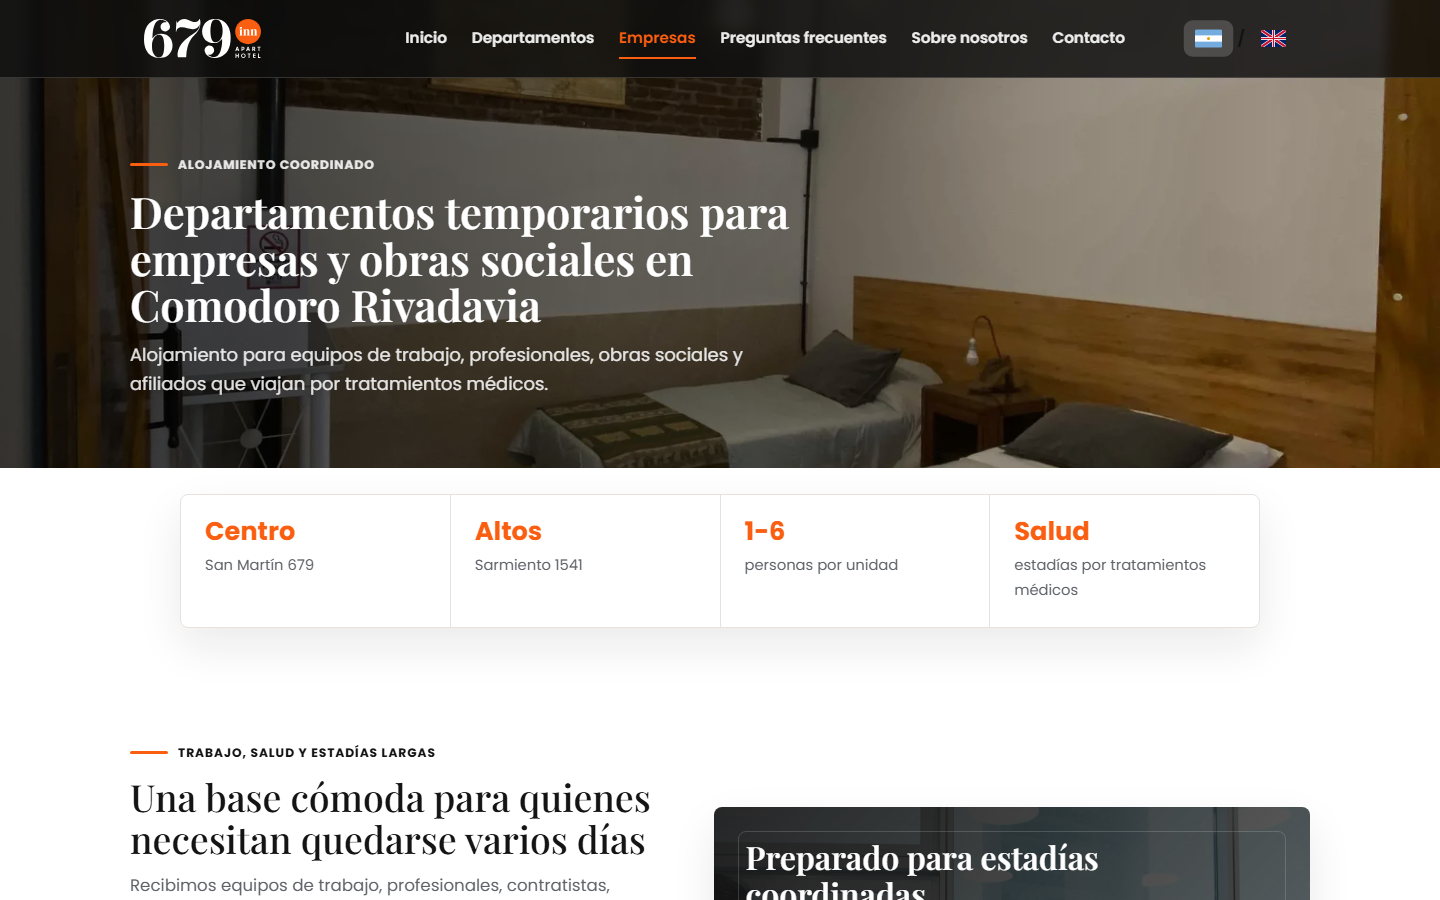 679 inn
APART
HOTEL
Inicio
Departamentos
Empresas
Preguntas frecuentes
Sobre nosotros
Contacto
/
ALOJAMIENTO COORDINADO
Departamentos temporarios para
empresas y obras sociales en
Comodoro Rivadavia
Alojamiento para equipos de trabajo, profesionales, obras sociales y
afiliados que viajan por tratamientos médicos.
Centro
San Martín 679
Altos
Sarmiento 1541
1-6
personas por unidad
Salud
estadías por tratamientos
médicos
TRABAJO, SALUD Y ESTADÍAS LARGAS
Una base cómoda para quienes
necesitan quedarse varios días
Recibimos equipos de trabajo, profesionales, contratistas,
Preparado para estadías
coordinadas